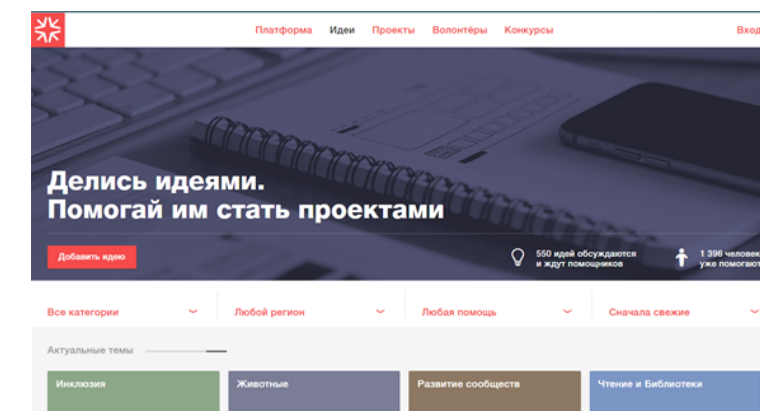 Платформа Идеи Проекты Волонтёры Конкурсы Вход
Делись идеями.
Помогай им стать проектами
Добавить идею
550 идей обсуждаются
и ждут помощников
1 396 человек
уже помогают
Все категории Любой регион Любая помощь Сначала свежие
Актуальные темы
Инклюзия Животные Развитие сообществ Чтение и Библиотеки